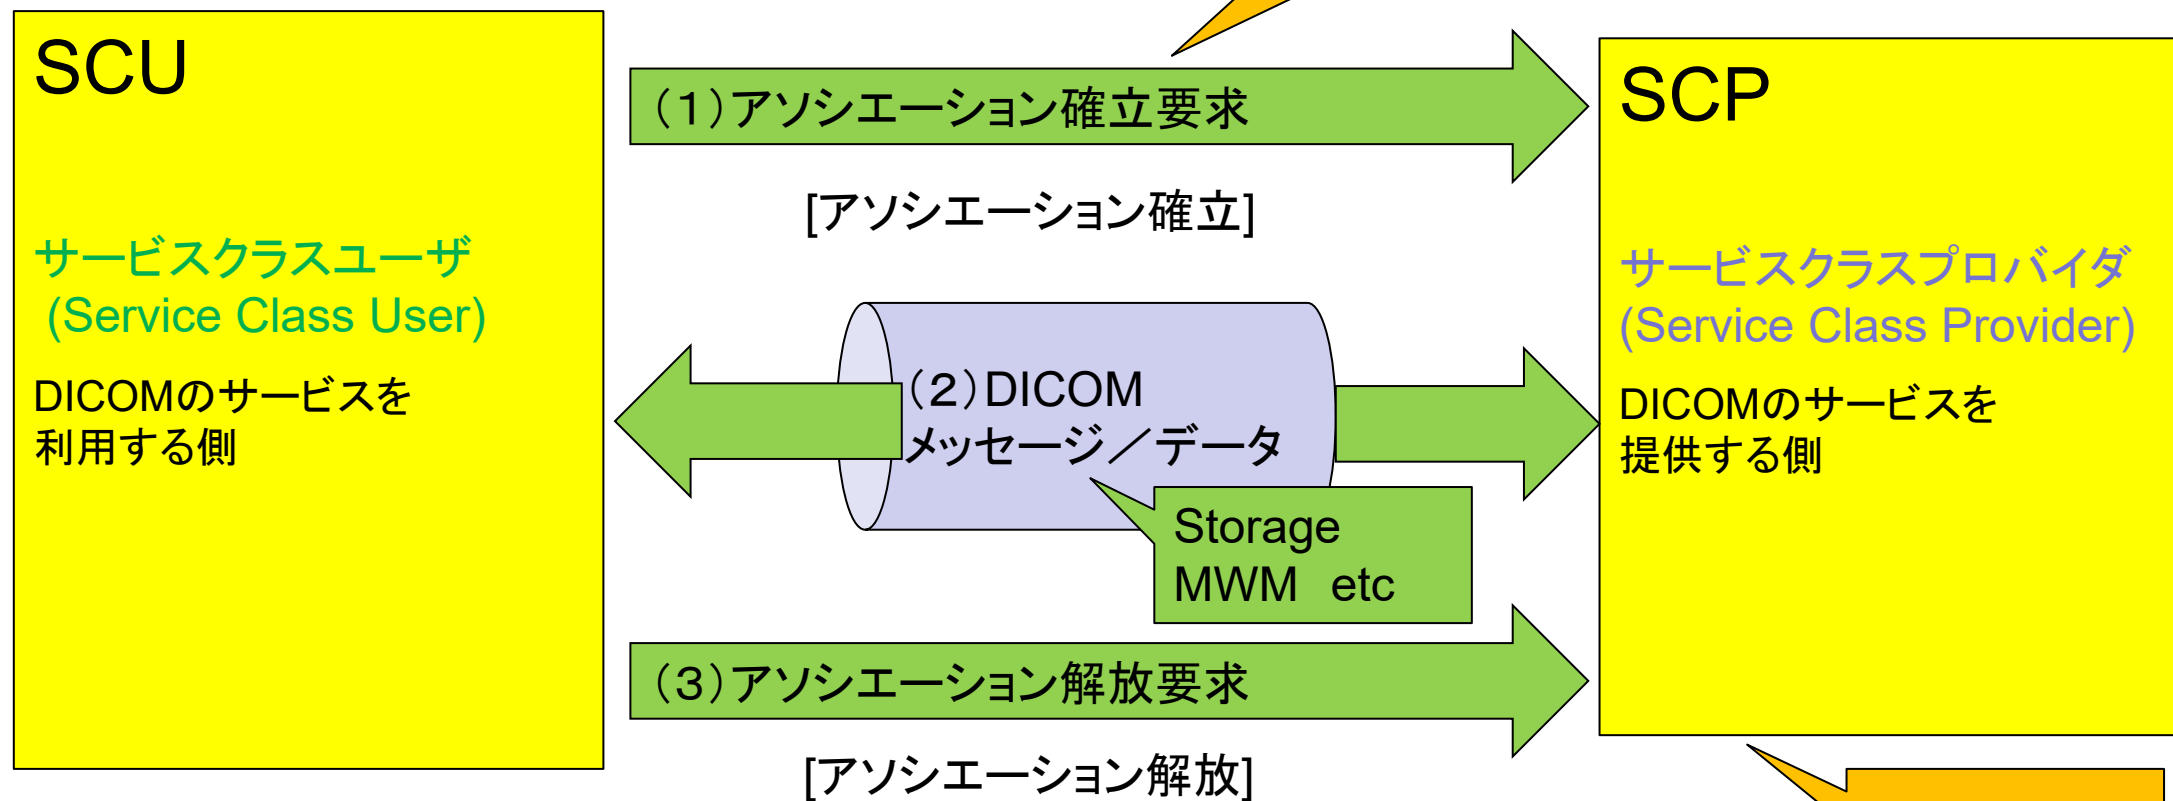 SCU
サービスクラスユーザ
(Service Class User)
DICOMのサービスを
利用する側
（１）アソシエーション確立要求
[アソシエーション確立]
（２）DICOM
メッセージ／データ
Storage
MWM　etc
（３）アソシエーション解放要求
[アソシエーション解放]
SCP
サービスクラスプロバイダ
(Service Class Provider)
DICOMのサービスを
提供する側